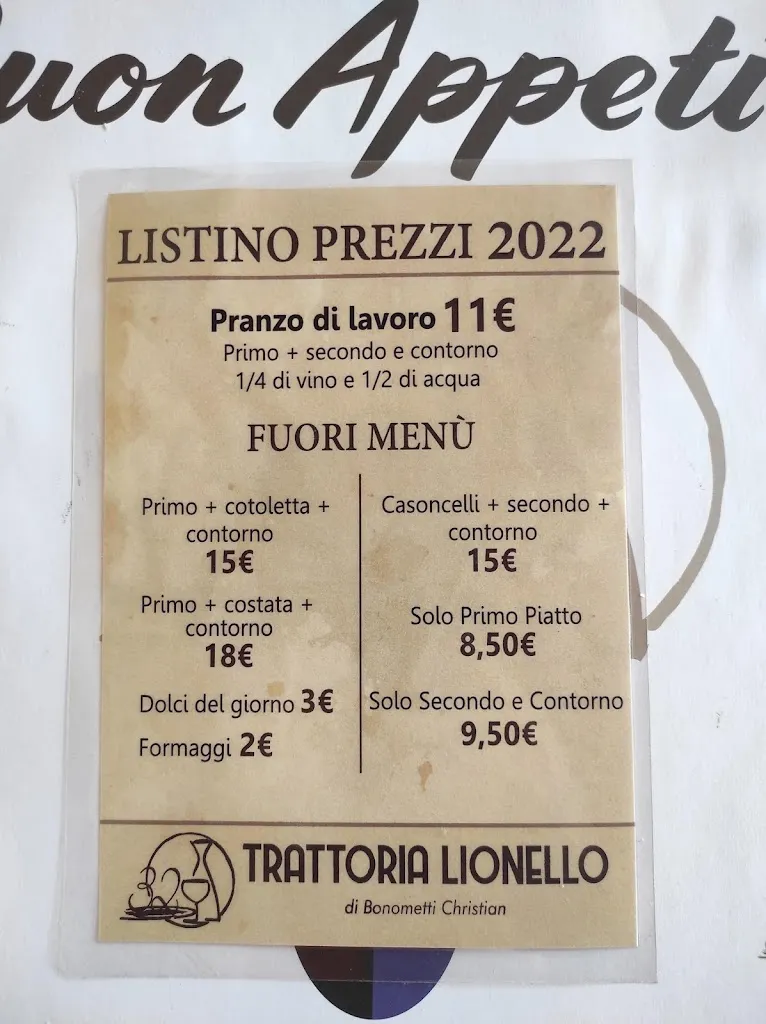 uon Appeti
LISTINO PREZZI 2022
Pranzo di lavoro 11€
Primo + secondo e contorno
1/4 di vino e 1/2 di acqua
FUORI MENÙ
Primo + cotoletta +
contorno
15€
Primo + costata +
contorno
18€
Dolci del giorno 3€
Formaggi 2€
Casoncelli + secondo +
contorno
15€
Solo Primo Piatto
8,50€
Solo Secondo e Contorno
9,50€
32
TRATTORIA LIONELLO
di Bonometti Christian